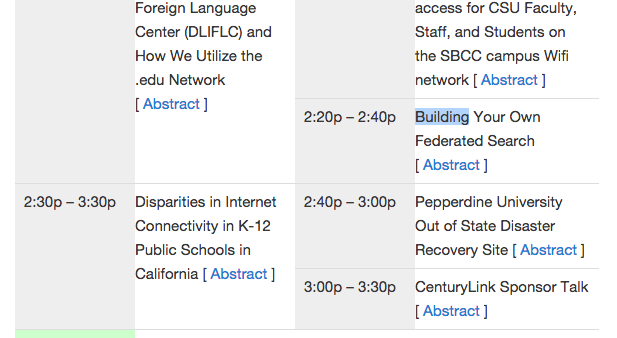 Foreign Language
Center (DLIFLC) and
How We Utilize the
.edu Network
[ Abstract ]
access for CSU Faculty,
Staff, and Students on
the SBCC campus Wifi
network [ Abstract ]
2:20p – 2:40p
Building Your Own
Federated Search
[ Abstract ]
2:30p – 3:30p
Disparities in Internet
Connectivity in K-12
Public Schools in
California [ Abstract ]
2:40p – 3:00p
Pepperdine University
Out of State Disaster
Recovery Site [ Abstract ]
3:00p – 3:30p
CenturyLink Sponsor Talk
[ Abstract ]